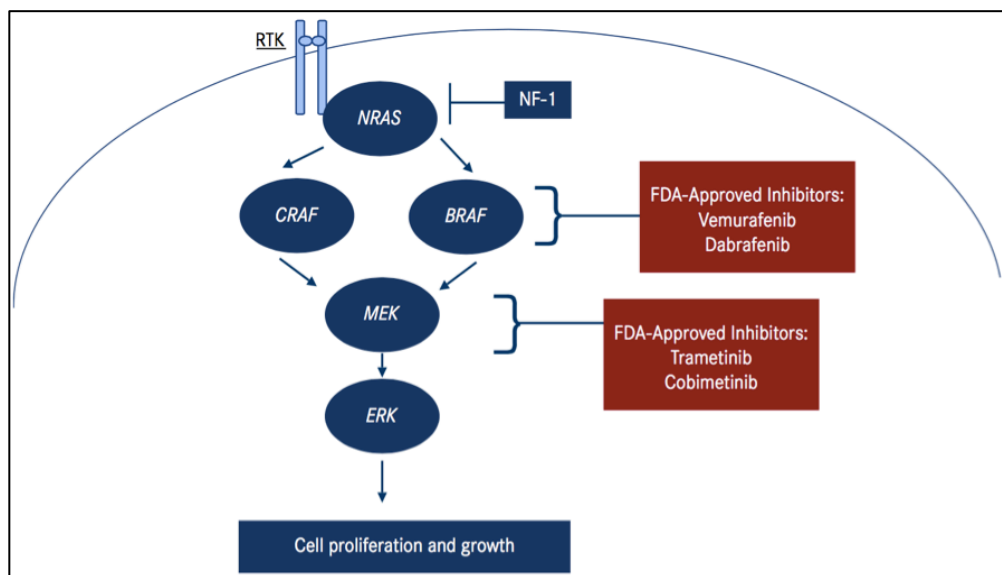 RTK
NRAS
NF-1
CRAF
BRAF
FDA-Approved Inhibitors:
Vemurafenib
Dabrafenib
MEK
FDA-Approved Inhibitors:
Trametinib
Cobimetinib
ERK
Cell proliferation and growth